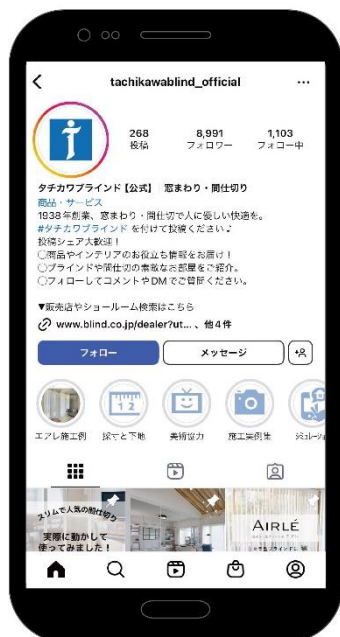 tachikawablind_official
268
投稿
8,991
フォロワー
1,103
フォロー中
タチカワブラインド【公式】 窓まわり・間仕切り
商品・サービス
1938年創業、窓まわり・間仕切で人に優しい快適を。
#タチカワブラインド を付けて投稿ください♪
投稿シェア大歓迎！
○商品やインテリアのお役立ち情報をお届け！
○ブラインドや間仕切の素敵なお部屋をご紹介。
○フォローしてコメントやDMでご質問ください。
▼販売店やショールーム検索はこちら
www.blind.co.jp/dealer?ut... 、他4件
フォロー
メッセージ
エアレ施工例
採寸と下地
美術協力
施工実例集
スリムで人気の間仕切り
実際に動かして
使ってみました！
AIRLÉ